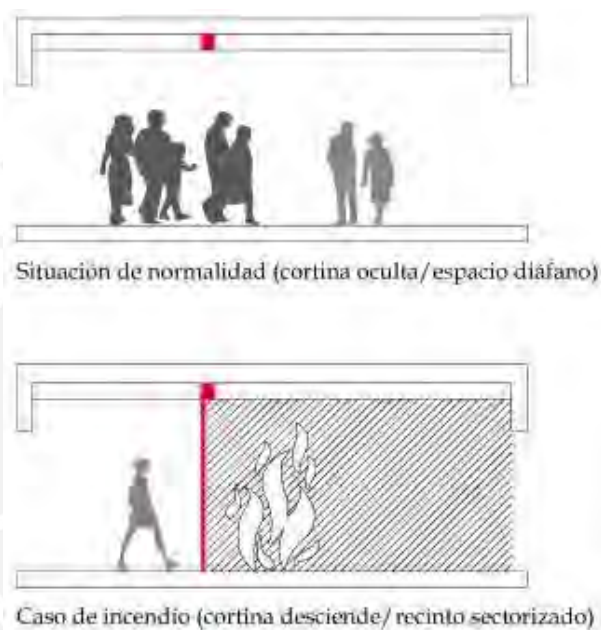 Situación de normalidad (cortina oculta/espacio diáfano)
Caso de incendio (cortina desciende/recinto sectorizado)